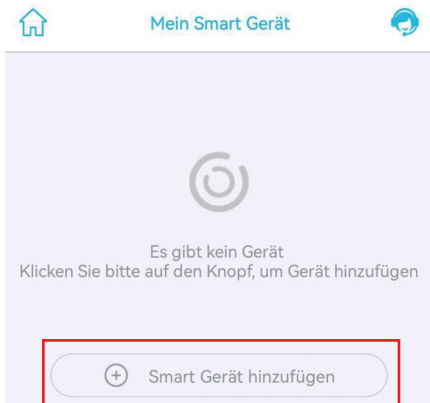 Mein Smart Gerät
Es gibt kein Gerät
Klicken Sie bitte auf den Knopf, um Gerät hinzufügen
Smart Gerät hinzufügen